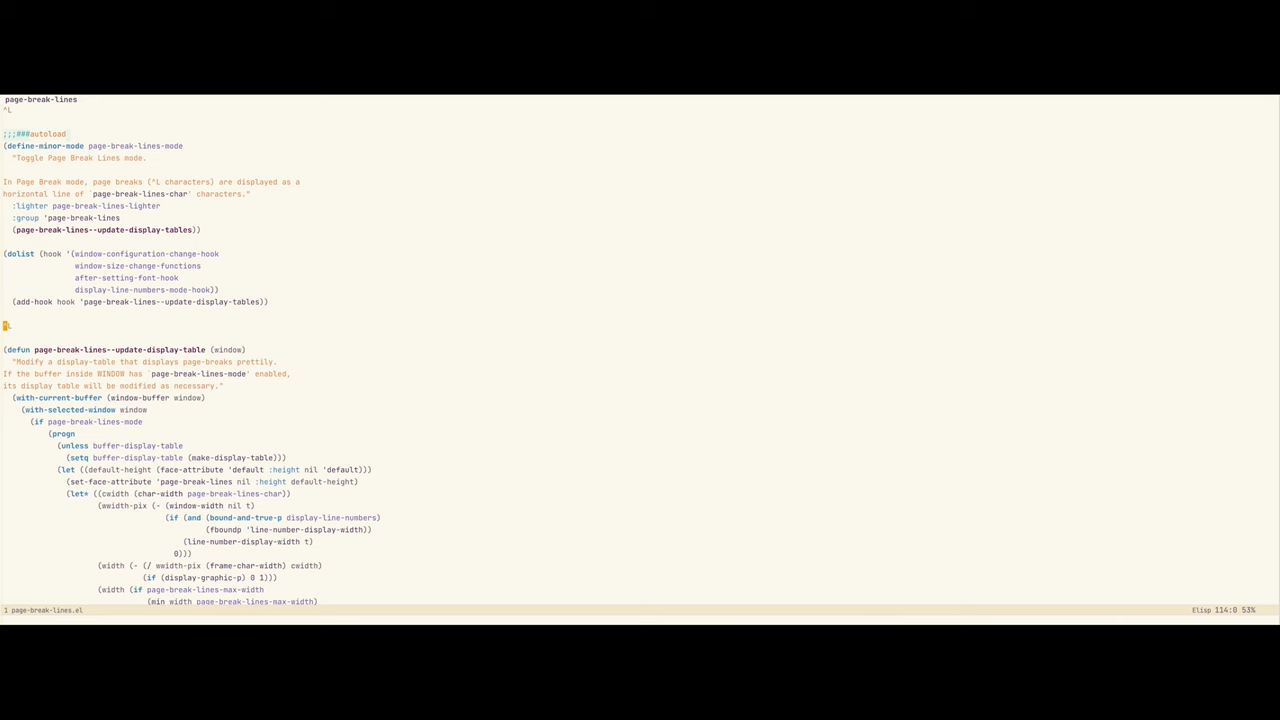 page-break-lines
^L

;;;###autoload
(define-minor-mode page-break-lines-mode
  "Toggle Page Break Lines mode.

In Page Break mode, page breaks (^L characters) are displayed as a
horizontal line of `page-break-lines-char' characters."
  :lighter page-break-lines-lighter
  :group 'page-break-lines
  (page-break-lines--update-display-tables))

(dolist (hook '(window-configuration-change-hook
                window-size-change-functions
                after-setting-font-hook
                display-line-numbers-mode-hook))
  (add-hook hook 'page-break-lines--update-display-tables))

^L

(defun page-break-lines--update-display-table (window)
  "Modify a display-table that displays page-breaks prettily.
If the buffer inside WINDOW has `page-break-lines-mode' enabled,
its display table will be modified as necessary."
  (with-current-buffer (window-buffer window)
    (with-selected-window window
      (if page-break-lines-mode
          (progn
            (unless buffer-display-table
              (setq buffer-display-table (make-display-table)))
            (let ((default-height (face-attribute 'default :height nil 'default)))
              (set-face-attribute 'page-break-lines nil :height default-height)
              (let* ((cwidth (char-width page-break-lines-char))
                     (wwidth-pix (- (window-width nil t)
                                    (if (and (bound-and-true-p display-line-numbers)
                                             (fboundp 'line-number-display-width))
                                        (line-number-display-width t)
                                      0)))
                     (width (- (/ wwidth-pix (frame-char-width) cwidth)
                               (if (display-graphic-p) 0 1)))
                     (width (if page-break-lines-max-width
                                (min width page-break-lines-max-width)
1 page-break-lines.el Elisp 114:0 53%